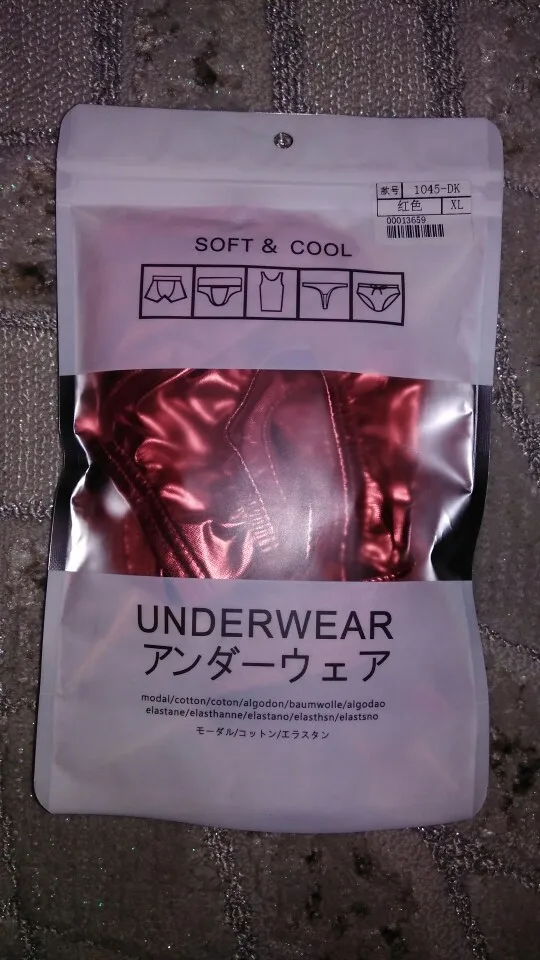 款号 1045-DK
红色 XL
00013659
SOFT & COOL
UNDERWEAR
アンダーウェア
modal/cotton/coton/algodon/baumwolle/algodao
elastane/elasthanne/elastano/elasthsn/elastsno
モーダル/コットン/エラスタン